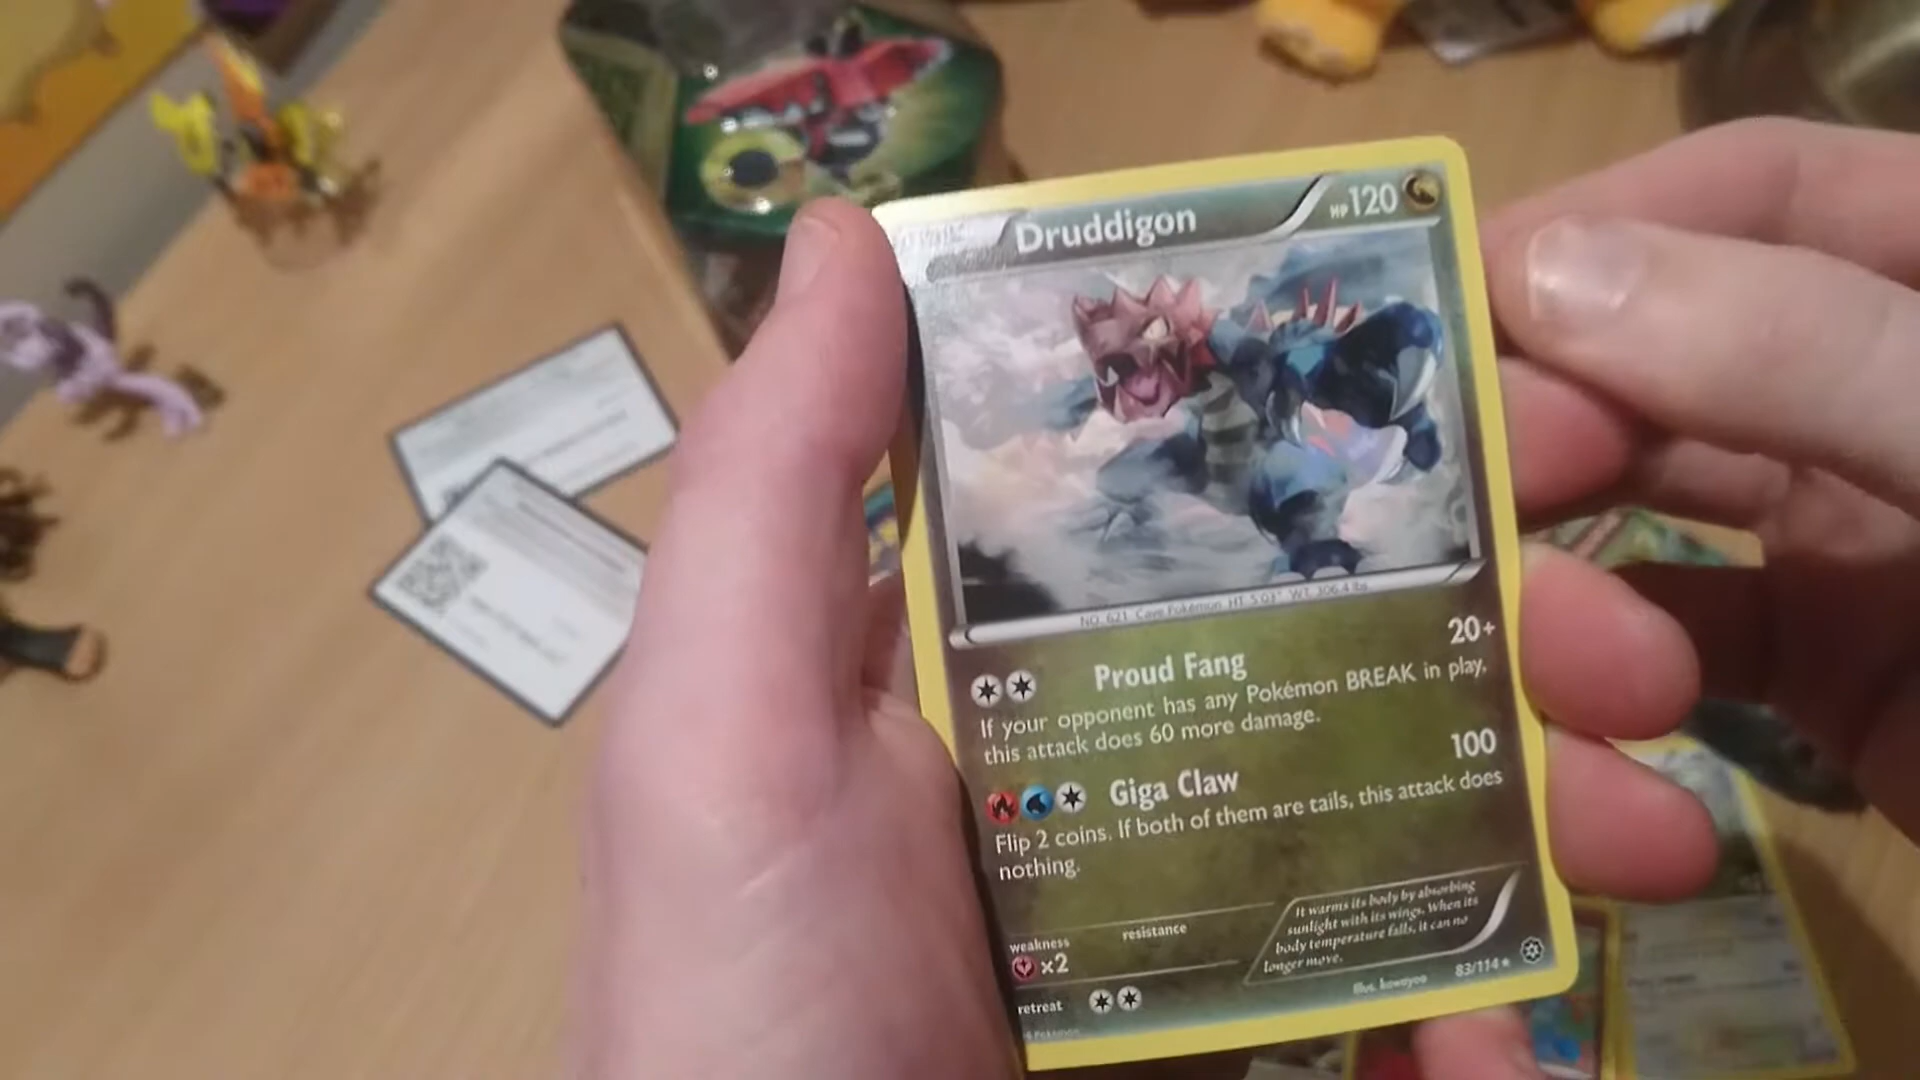 Druddigon HP 120
NO. 621 Cave Pokémon HT. 5'03" WT. 306.4 lbs.
Proud Fang 20+
If your opponent has any Pokémon BREAK in play,
this attack does 60 more damage.
Giga Claw 100
Flip 2 coins. If both of them are tails, this attack does
nothing.
weakness resistance
×2
It warms its body by absorbing
sunlight with its wings. When its
body temperature falls, it can no
longer move.
retreat
Illus. kawayoo 83/114★